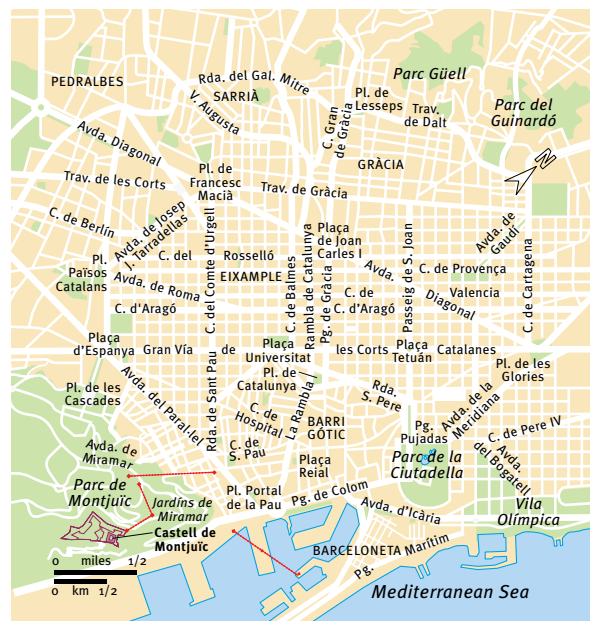 Parc Güell
Rda. del Gal. Mitre
PEDRALBES
SARRIÀ
Pl. de
Lesseps
V. Augusta
Trav.
de Dalt
Parc del
Guinardó
C. Gran
de Gràcia
Avda. Diagonal
GRÀCIA
N
Pl. de
Francesc
Macià
Trav. de les Corts
Trav. de Gràcia
C. de Berlín
Avda. de Josep
J. Tarradellas
C. del Comte d'Urgell
Plaça
de Joan
Carles I
Passeig de S. Joan
Avda. de
Gaudí
Pl.
Països
Catalans
C. del
Rosselló
EIXAMPLE
C. de Balmes
Rambla de Catalunya
Pg. de Gràcia
Avda.
Diagonal
C. de Provença
Valencia
C. de Cartagena
Avda. de Roma
C. d'Aragó
C. de
C. d'Aragó
Plaça
d'Espanya
Gran Vía
de
Plaça
Universitat
les Corts
Plaça
Tetuán
Catalanes
Pl. de les
Glories
Pl. de
Catalunya
Pl. de les
Cascades
Avda. del Paral·lel
Rda. de Sant Pau
Rda.
S. Pere
La Rambla
C. de
Hospital
BARRI
GÒTIC
Pg.
Pujadas
Avda. de la
Meridiana
C. de Pere IV
Avda.
del Bogatell
Avda. de
Miramar
C. de
S. Pau
Plaça
Reial
Parc de la
Ciutadella
Parc de
Montjuïc
Jardíns de
Miramar
Pl. Portal
de la Pau
Pg. de Colom
Avda. d'Icària
Vila
Olímpica
Castell de
Montjuïc
BARCELONETA
Pg.
Marítim
0 miles 1/2
0 km 1/2
Mediterranean Sea